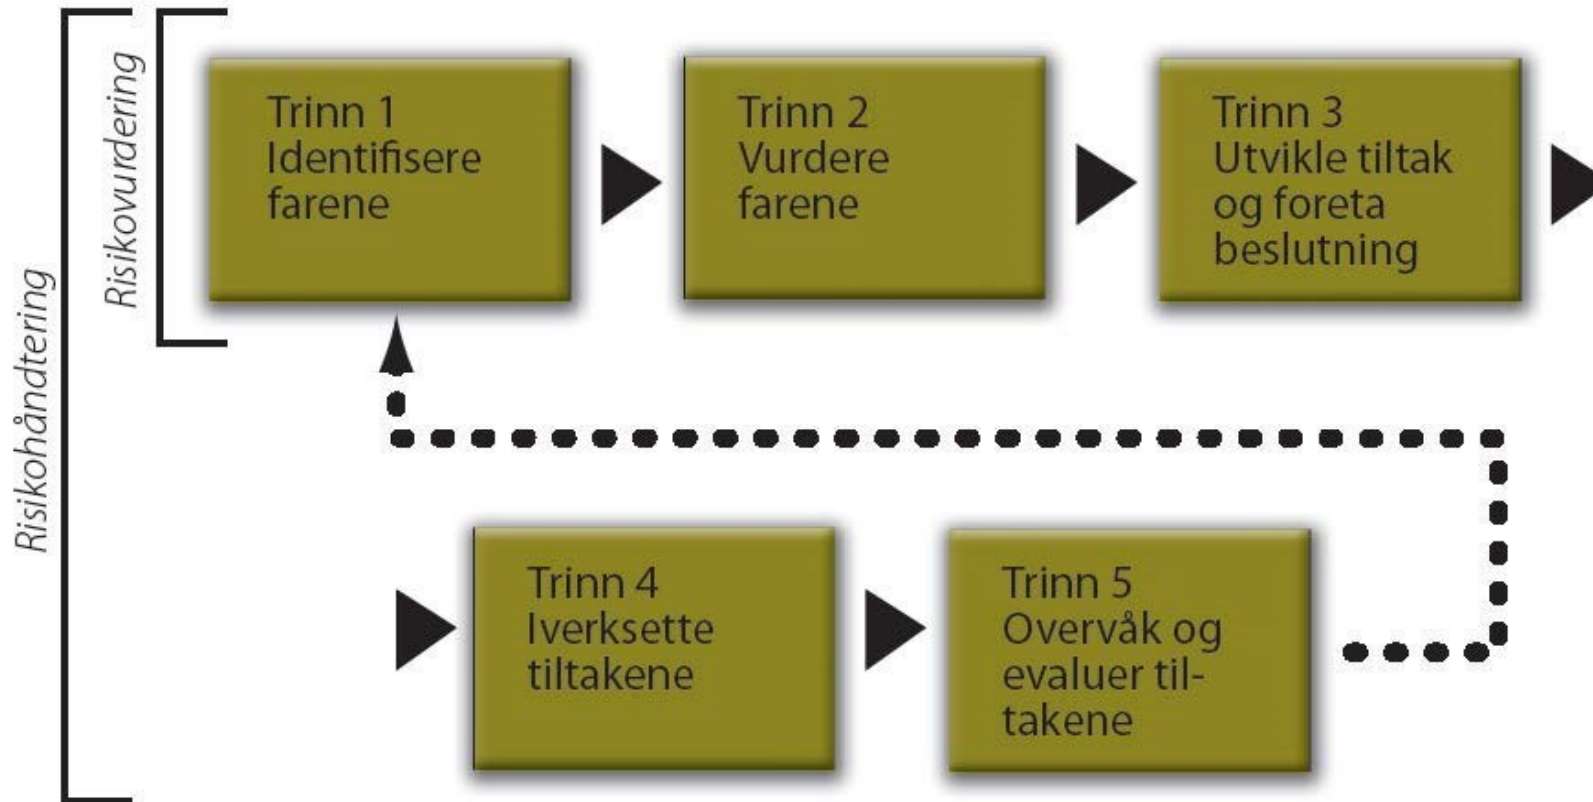 Risikohåndtering
Risikovurdering
Trinn 1
Identifisere
farene
Trinn 2
Vurdere
farene
Trinn 3
Utvikle tiltak
og foreta
beslutning
Trinn 4
Iverksette
tiltakene
Trinn 5
Overvåk og
evaluer til-
takene